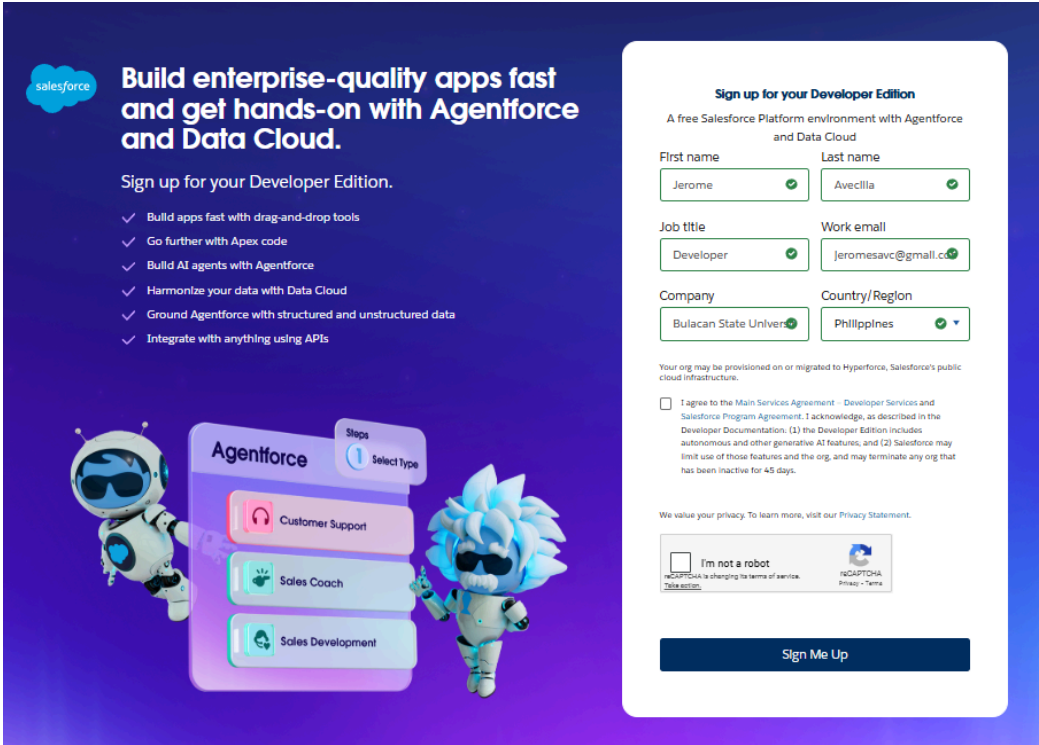 salesforce
Build enterprise-quality apps fast
and get hands-on with Agentforce
and Data Cloud.
Sign up for your Developer Edition.
Build apps fast with drag-and-drop tools
Go further with Apex code
Build AI agents with Agentforce
Harmonize your data with Data Cloud
Ground Agentforce with structured and unstructured data
Integrate with anything using APIs
Agentforce
Steps
1 Select Type
Customer Support
Sales Coach
Sales Development
Sign up for your Developer Edition
A free Salesforce Platform environment with Agentforce
and Data Cloud
First name Last name
Jerome Avecilla
Job title Work email
Developer jeromesavc@gmail.co
Company Country/Region
Bulacan State Univers Philippines
Your org may be provisioned on or migrated to Hyperforce, Salesforce's public
cloud infrastructure.
I agree to the Main Services Agreement – Developer Services and
Salesforce Program Agreement. I acknowledge, as described in the
Developer Documentation: (1) the Developer Edition includes
autonomous and other generative AI features, and (2) Salesforce may
limit use of those features and the org, and may terminate any org that
has been inactive for 45 days.
We value your privacy. To learn more, visit our Privacy Statement.
I'm not a robot
reCAPTCHA is changing its terms of service.
Take action.
reCAPTCHA
Privacy - Terms
Sign Me Up